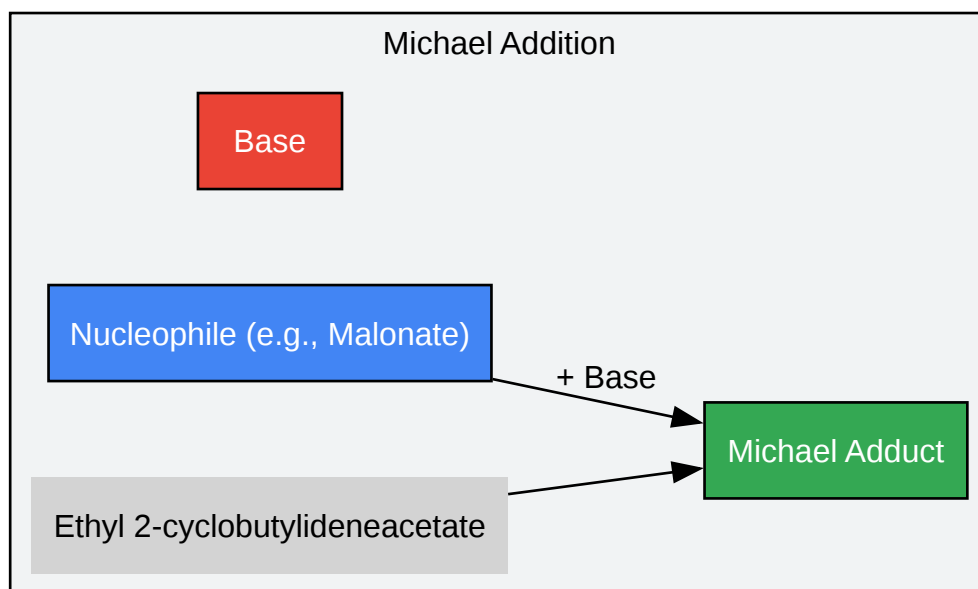 Michael Addition
Base
Nucleophile (e.g., Malonate)
+ Base
Michael Adduct
Ethyl 2-cyclobutylideneacetate